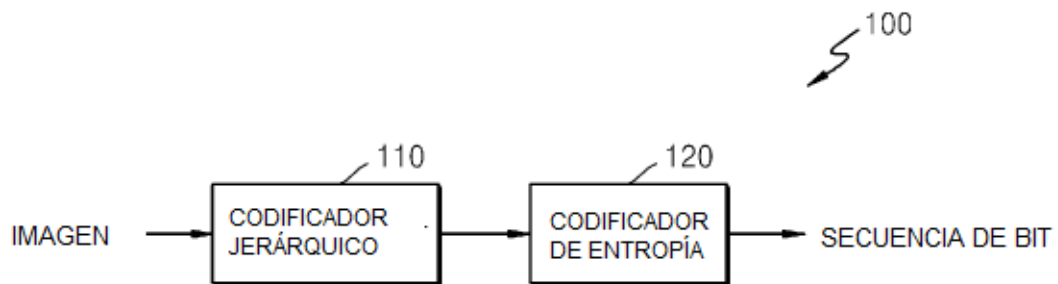 100
110
120
IMAGEN
CODIFICADOR
JERÁRQUICO
CODIFICADOR
DE ENTROPÍA
SECUENCIA DE BIT